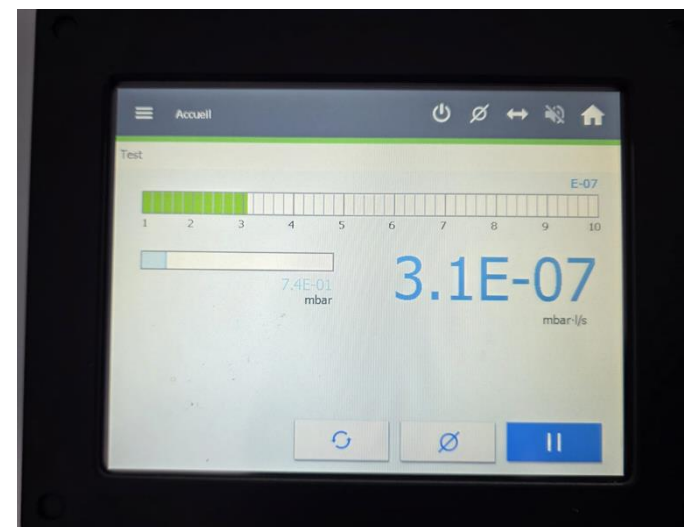 Accueil
Test
E-07
1 2 3 4 5 6 7 8 9 10
7.4E-01
mbar
3.1E-07
mbar·l/s